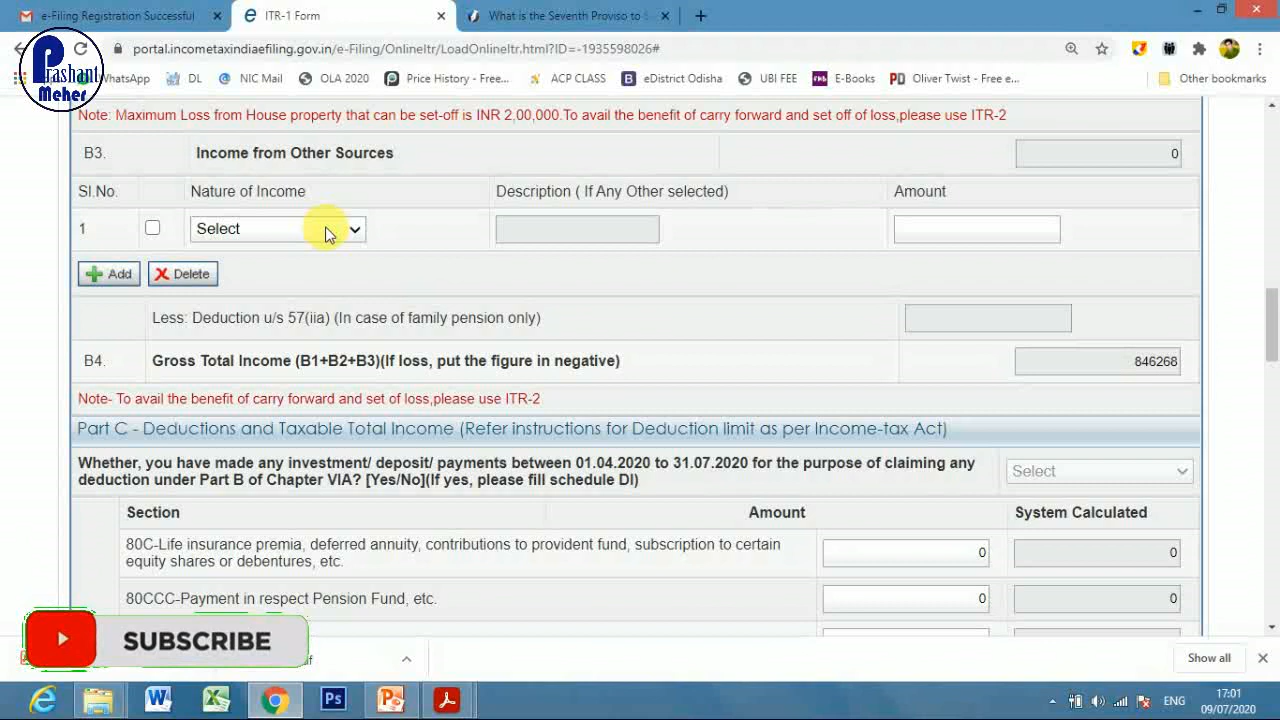 e-Filing Registration Successful
ITR-1 Form
What is the Seventh Proviso to
portal.incometaxindiaefiling.gov.in/e-Filing/OnlineItr/LoadOnlineItr.html?ID=-1935598026#
Prashant
Meher
WhatsApp
DL
NIC Mail
OLA 2020
Price History - Free...
ACP CLASS
eDistrict Odisha
UBI FEE
E-Books
Oliver Twist - Free e...
Other bookmarks
Note: Maximum Loss from House property that can be set-off is INR 2,00,000.To avail the benefit of carry forward and set off of loss,please use ITR-2
B3. Income from Other Sources 0
Sl.No. Nature of Income Description ( If Any Other selected) Amount
1 Select
Add Delete
Less: Deduction u/s 57(iia) (In case of family pension only)
B4. Gross Total Income (B1+B2+B3)(If loss, put the figure in negative) 846268
Note- To avail the benefit of carry forward and set of loss,please use ITR-2
Part C - Deductions and Taxable Total Income (Refer instructions for Deduction limit as per Income-tax Act)
Whether, you have made any investment/ deposit/ payments between 01.04.2020 to 31.07.2020 for the purpose of claiming any
deduction under Part B of Chapter VIA? [Yes/No](If yes, please fill schedule DI)
Select
Section Amount System Calculated
80C-Life insurance premia, deferred annuity, contributions to provident fund, subscription to certain
equity shares or debentures, etc.
0 0
80CCC-Payment in respect Pension Fund, etc. 0 0
SUBSCRIBE
Show all
ENG
17:01
09/07/2020